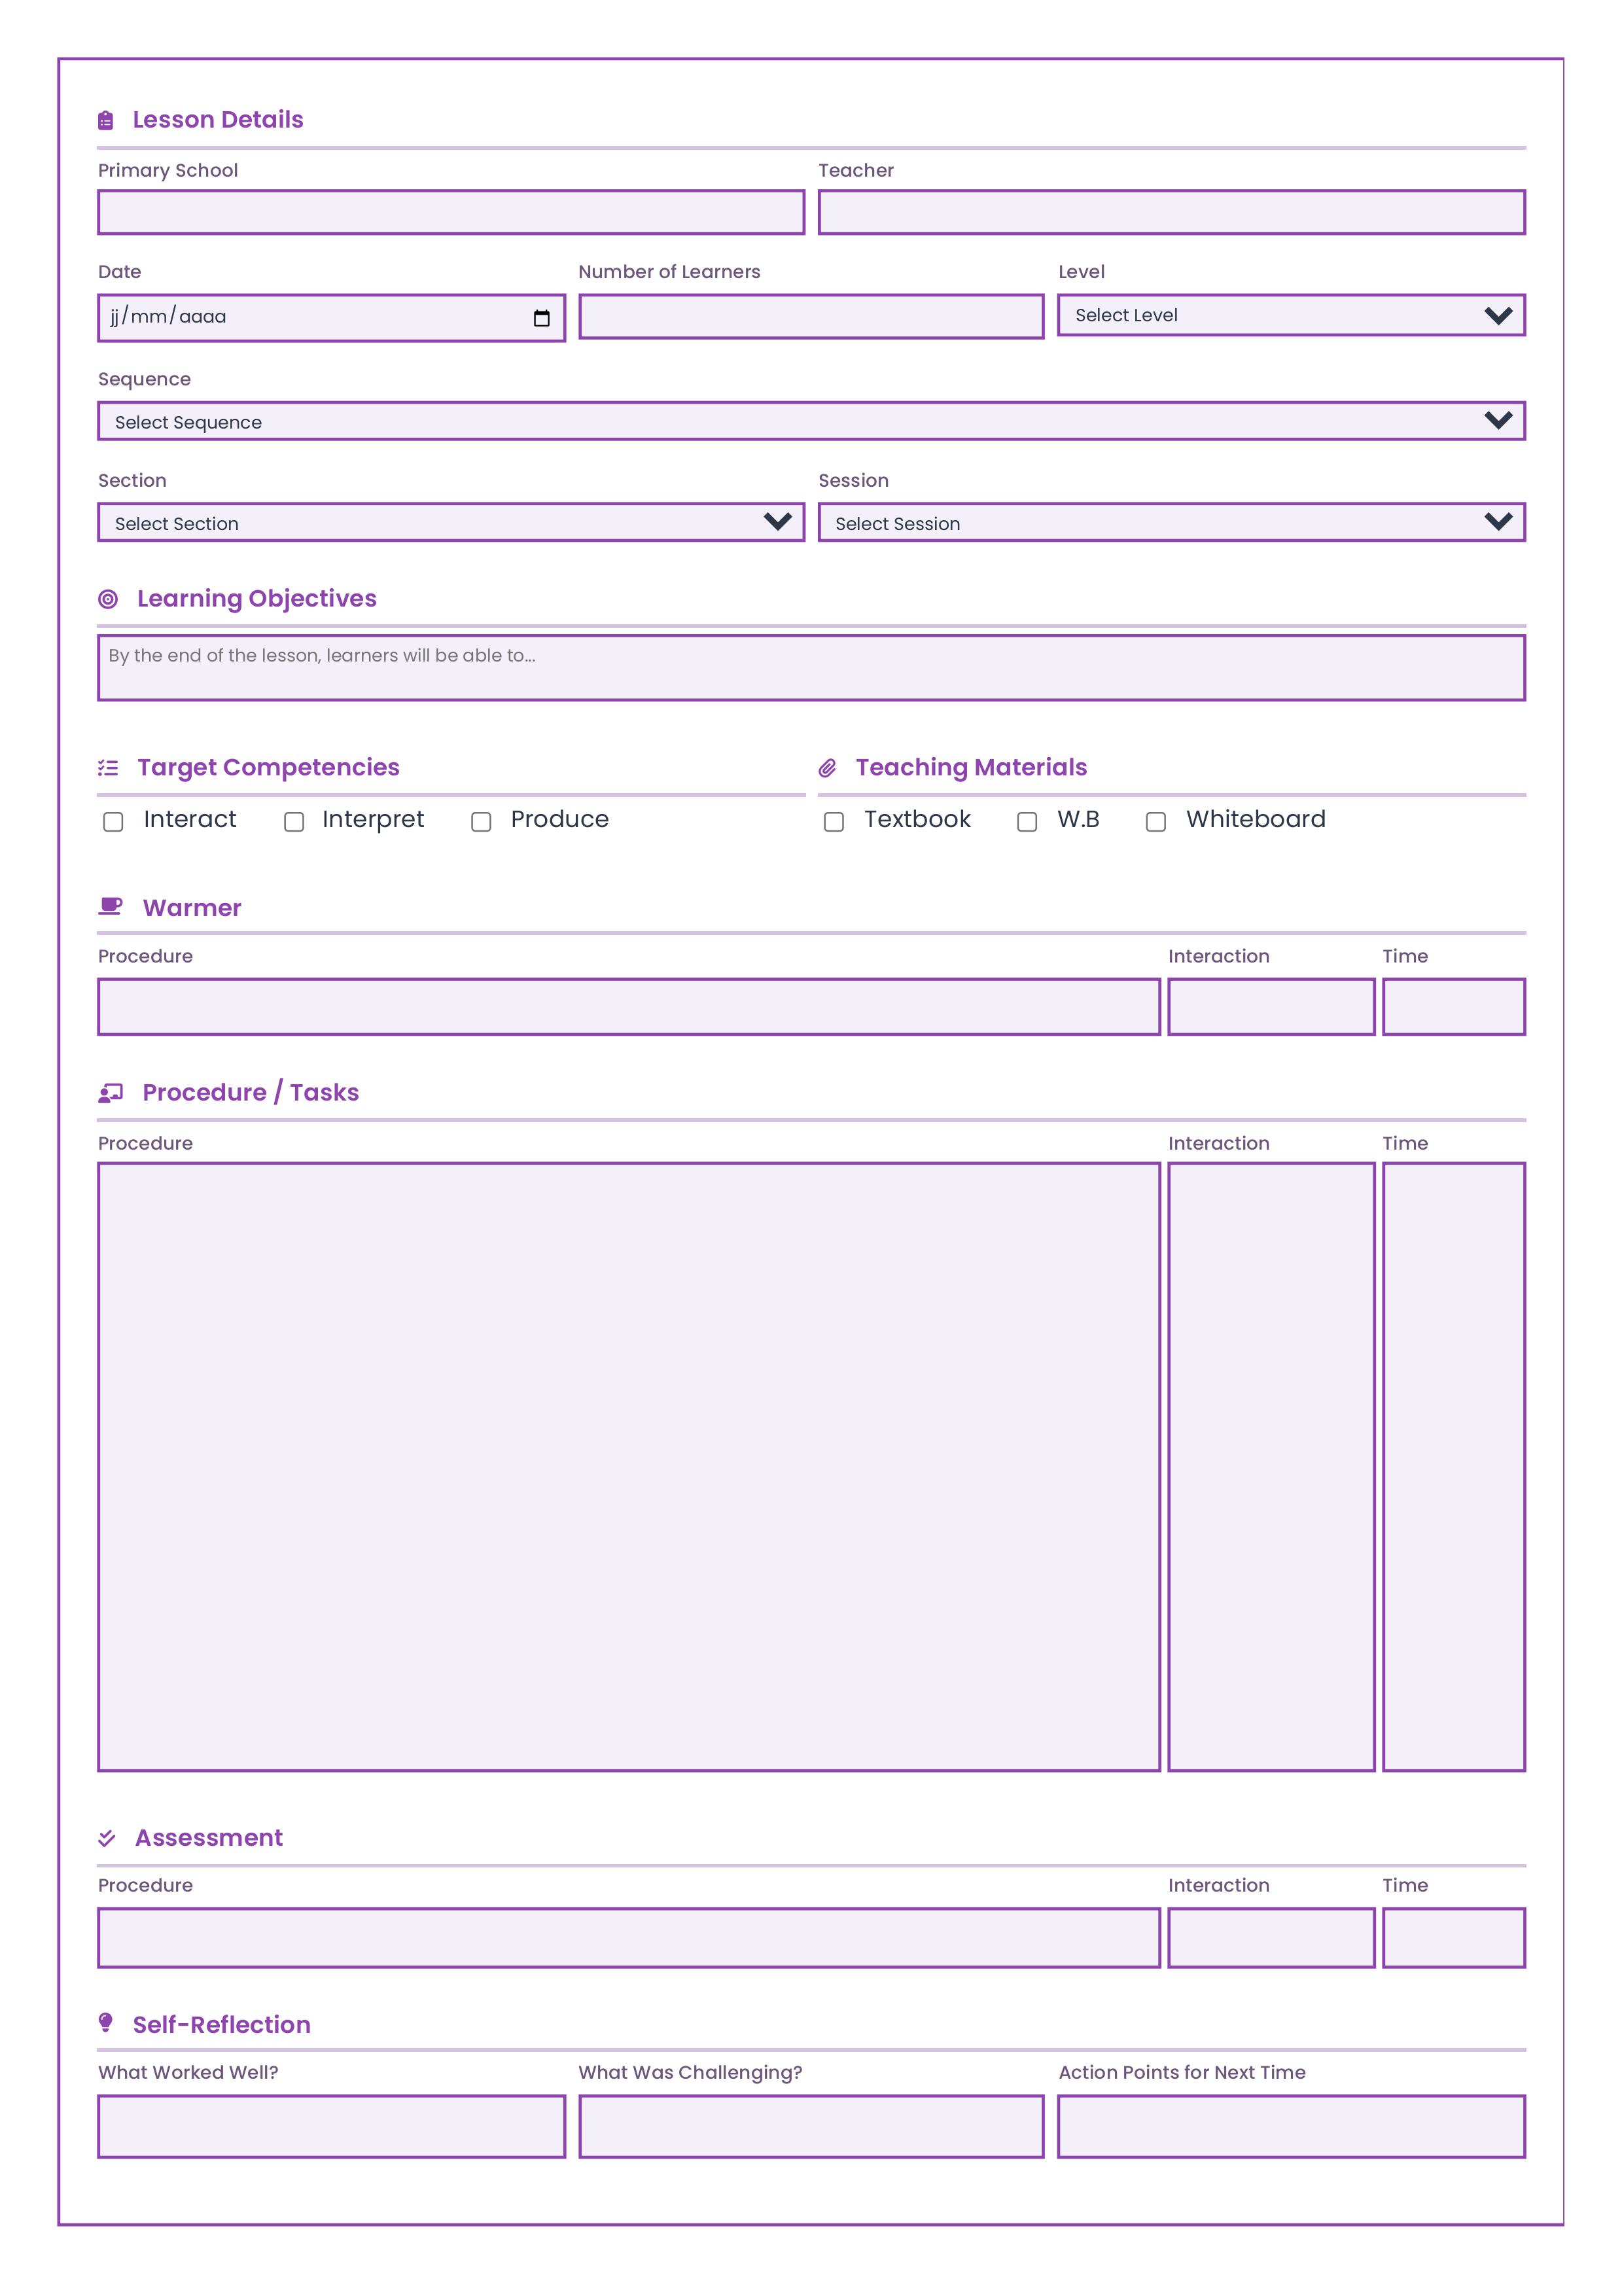 Lesson Details
Primary School Teacher
Date Number of Learners Level
jj/mm/aaaa Select Level
Sequence
Select Sequence
Section Session
Select Section Select Session
Learning Objectives
By the end of the lesson, learners will be able to...
Target Competencies Teaching Materials
Interact Interpret Produce Textbook W.B Whiteboard
Warmer
Procedure Interaction Time
Procedure / Tasks
Procedure Interaction Time
Assessment
Procedure Interaction Time
Self-Reflection
What Worked Well? What Was Challenging? Action Points for Next Time